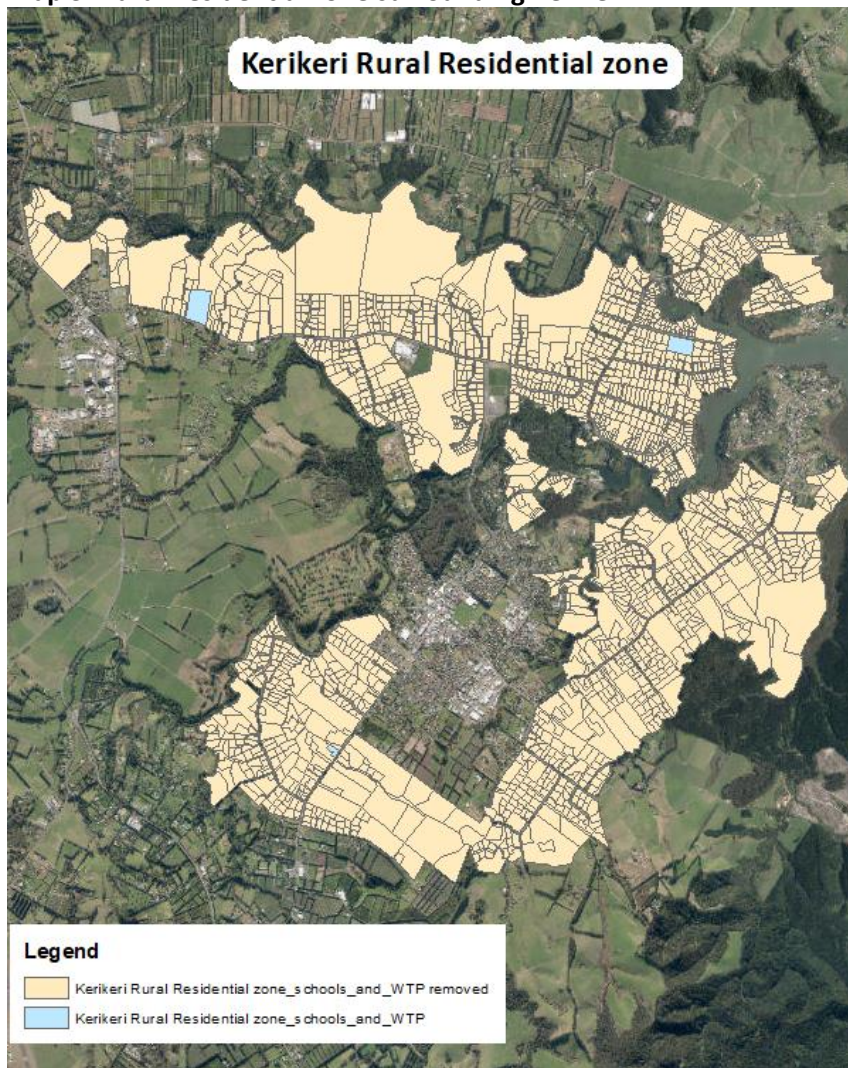 Kerikeri Rural Residential zone
Legend
Kerikeri Rural Residential zone_schools_and_WTP removed
Kerikeri Rural Residential zone_schools_and_WTP